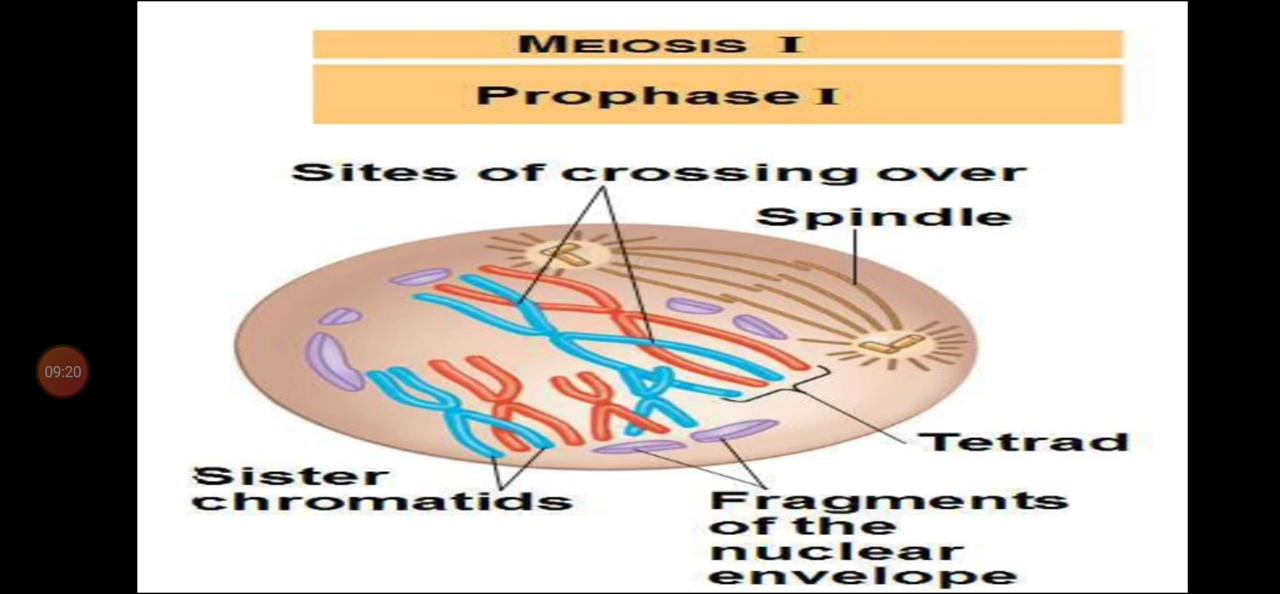 MEIOSIS I
Prophase I
Sites of crossing over
Spindle
09:20
Tetrad
Sister
chromatids
Fragments
of the
nuclear
envelope